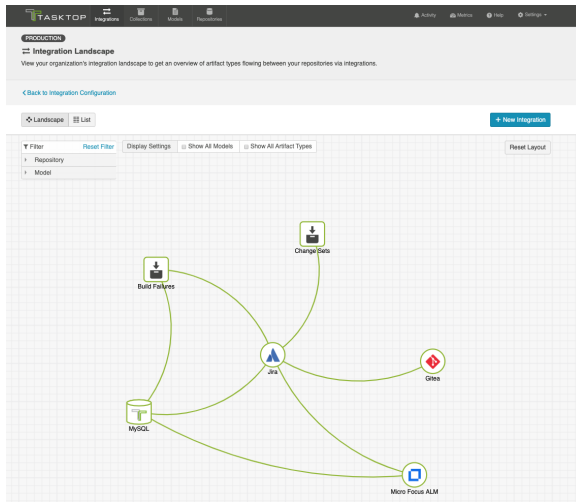 TASKTOP
Integrations
Collections
Models
Repositories
Activity
Metrics
Help
Settings
PRODUCTION
Integration Landscape
View your organization's integration landscape to get an overview of artifact types flowing between your repositories via integrations.
Back to Integration Configuration
Landscape
List
+ New Integration
Filter
Reset Filter
Display Settings
Show All Models
Show All Artifact Types
Reset Layout
Repository
Model
Change Sets
Build Failures
Jira
Gitea
MySQL
Micro Focus ALM